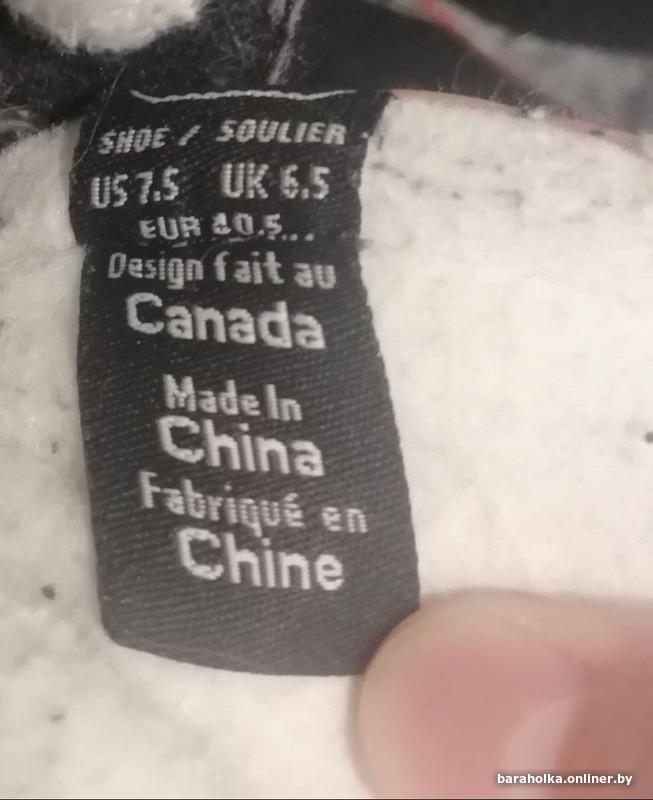 SHOE / SOULIER
US 7.5 UK 6.5
EUR 40.5...
Design fait au
Canada
Made In
China
Fabriqué en
Chine
baraholka.onliner.by